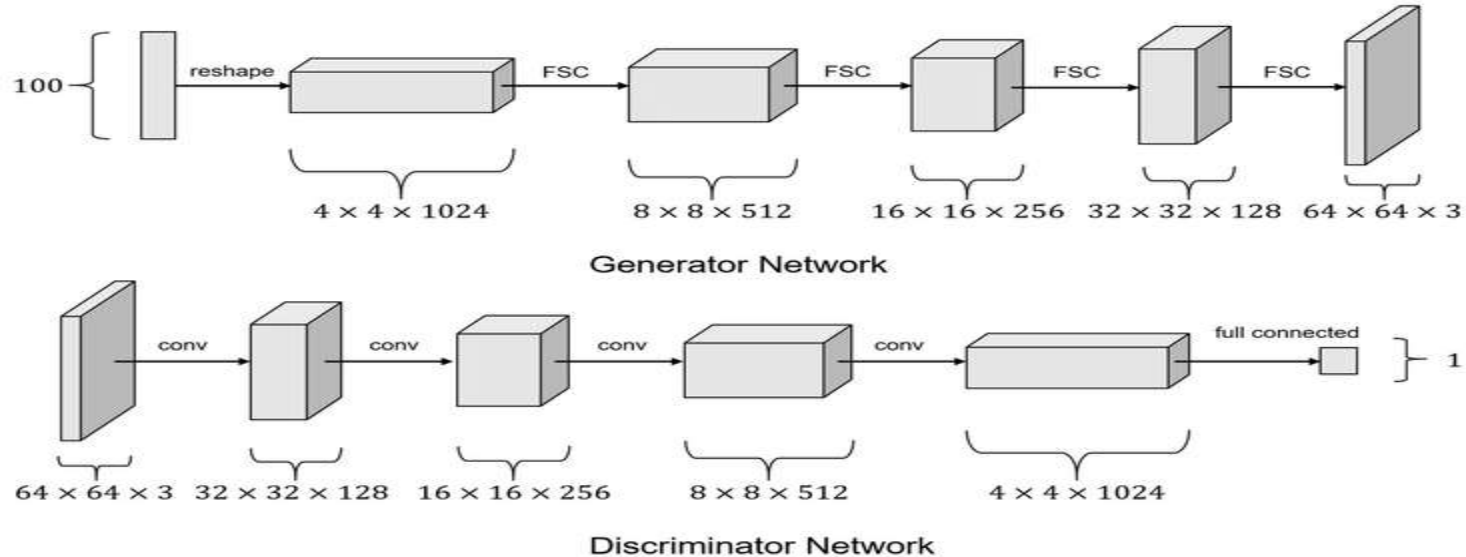 100
reshape
FSC
FSC
FSC
FSC
4 × 4 × 1024
8 × 8 × 512
16 × 16 × 256
32 × 32 × 128
64 × 64 × 3
Generator Network
conv
conv
conv
conv
full connected
1
64 × 64 × 3
32 × 32 × 128
16 × 16 × 256
8 × 8 × 512
4 × 4 × 1024
Discriminator Network